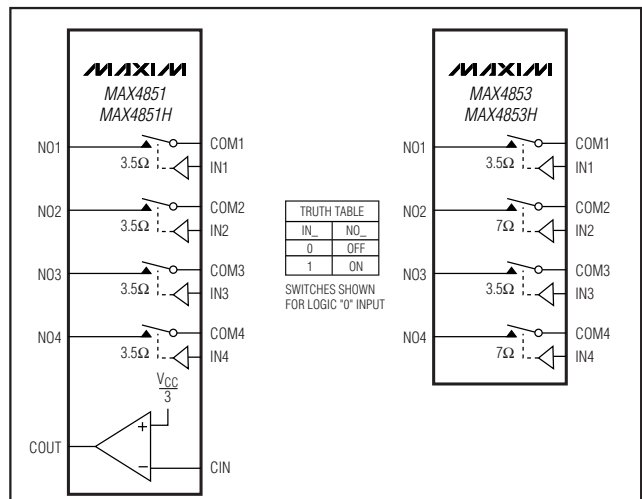 MAXIM
MAX4851
MAX4851H
NO1
3.5Ω
COM1
IN1
NO2
3.5Ω
COM2
IN2
NO3
3.5Ω
COM3
IN3
NO4
3.5Ω
COM4
IN4
VCC
3
+
−
COUT
CIN
TRUTH TABLE
IN_ NO_
0 OFF
1 ON
SWITCHES SHOWN
FOR LOGIC "0" INPUT
MAXIM
MAX4853
MAX4853H
NO1
3.5Ω
COM1
IN1
NO2
7Ω
COM2
IN2
NO3
3.5Ω
COM3
IN3
NO4
7Ω
COM4
IN4